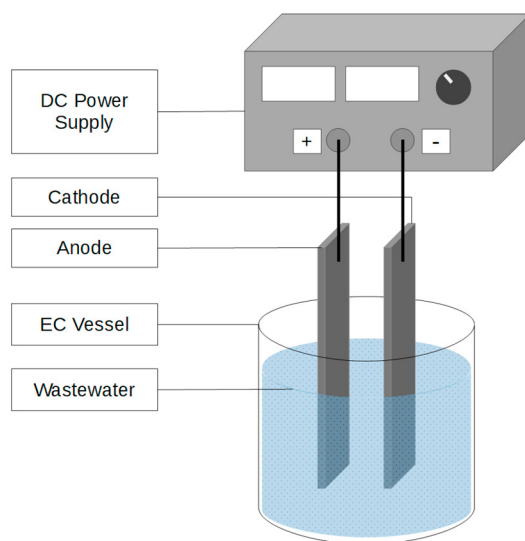 DC Power
Supply
+
-
Cathode
Anode
EC Vessel
Wastewater